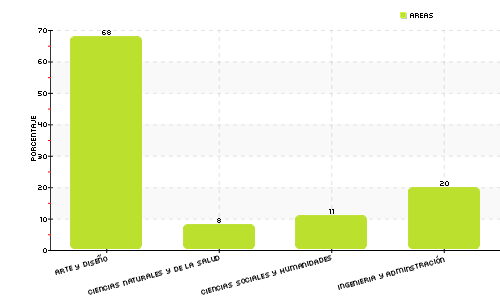 AREAS
PORCENTAJE
70
60
50
40
30
20
10
0
68
8
11
20
ARTE Y DISEÑO
CIENCIAS NATURALES Y DE LA SALUD
CIENCIAS SOCIALES Y HUMANIDADES
INGENIERIA Y ADMINSTRACIÓN